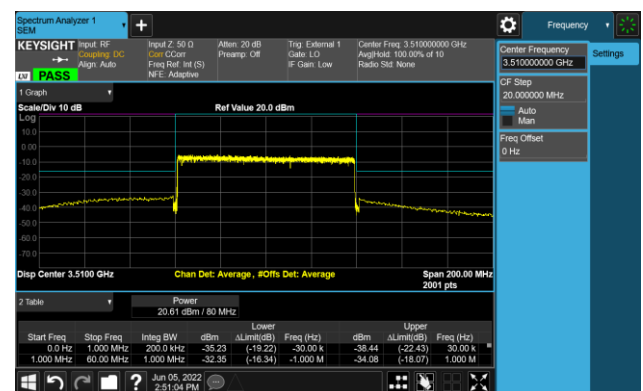 Spectrum Analyzer 1
SEM
+
Frequency
KEYSIGHT
Input: RF
Coupling: DC
Align: Auto
Input Z: 50 Ω
Corr CCorr
Freq Ref: Int (S)
NFE: Adaptive
Atten: 20 dB
Preamp: Off
Trig: External 1
Gate: LO
IF Gain: Low
Center Freq: 3.510000000 GHz
Avg|Hold: 100.00% of 10
Radio Std: None
LXI
PASS
Center Frequency
3.510000000 GHz
Settings
CF Step
20.000000 MHz
Auto
Man
Freq Offset
0 Hz
1 Graph
Scale/Div 10 dB
Ref Value 20.0 dBm
Log
10.0
0.00
-10.0
-20.0
-30.0
-40.0
-50.0
-60.0
-70.0
Disp Center 3.5100 GHz
Chan Det: Average, #Offs Det: Average
Span 200.00 MHz
2001 pts
2 Table
Power
20.61 dBm / 80 MHz
Lower Upper
Start Freq Stop Freq Integ BW dBm ΔLimit(dB) Freq (Hz) dBm ΔLimit(dB) Freq (Hz)
0.0 Hz 1.000 MHz 200.0 kHz -35.23 (-19.22) -30.00 k -38.44 (-22.43) 30.00 k
1.000 MHz 60.00 MHz 1.000 MHz -32.35 (-16.34) -1.000 M -34.08 (-18.07) 1.000 M
?
Jun 05, 2022
2:51:04 PM